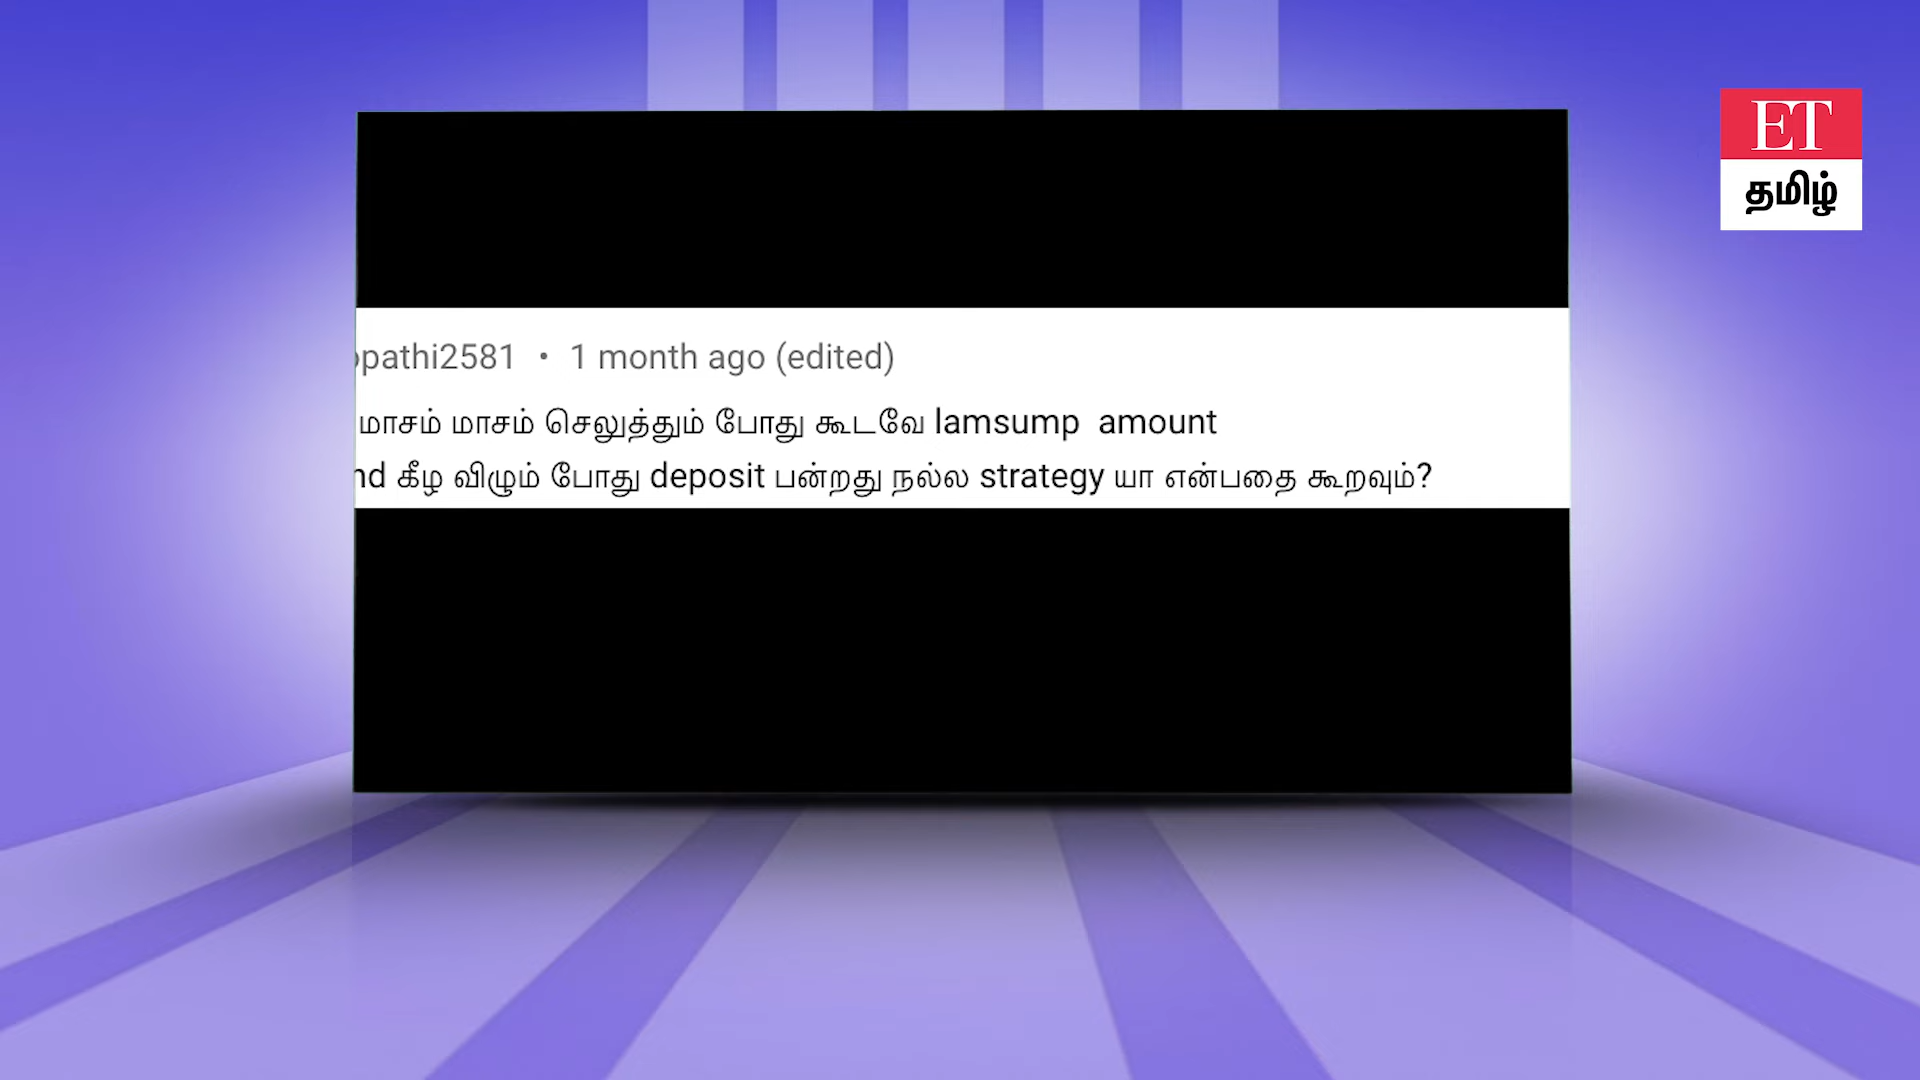 ET
தமிழ்
pathi2581 • 1 month ago (edited)
மாசம் மாசம் செலுத்தும் போது கூடவே lamsump amount
nd கீழ விழும் போது deposit பன்றது நல்ல strategy யா என்பதை கூறவும்?